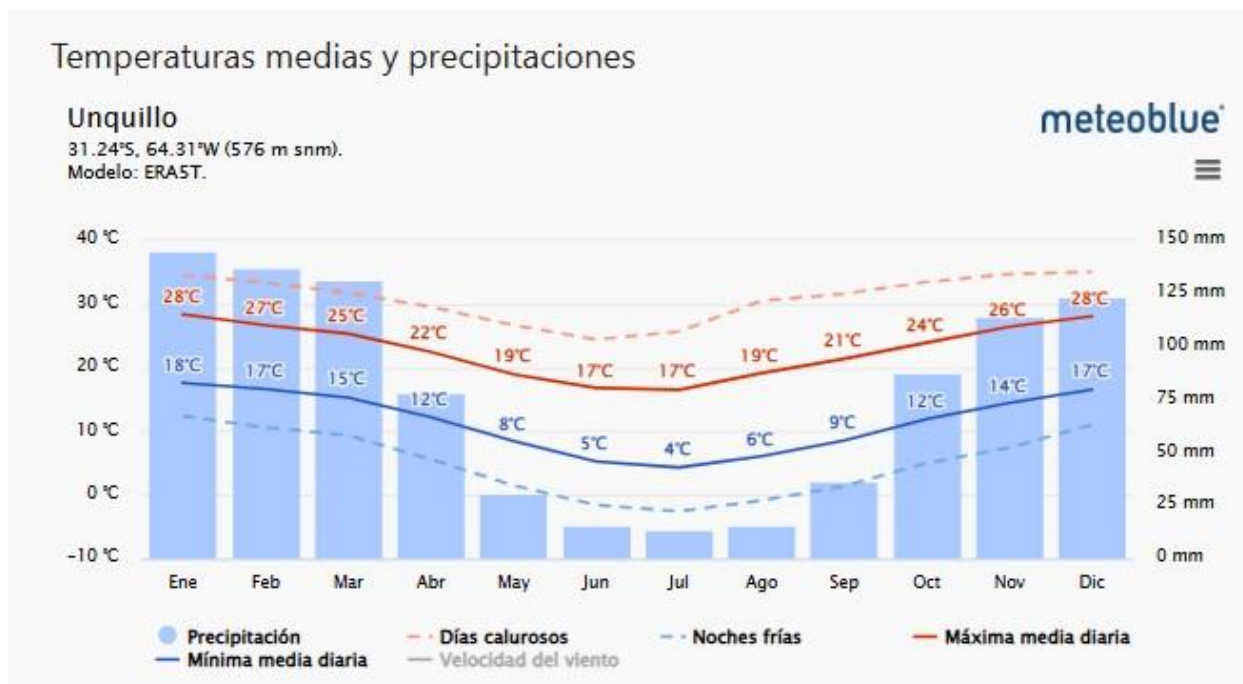 Temperaturas medias y precipitaciones
Unquillo
meteoblue®
31.24°S, 64.31°W (576 m snm).
Modelo: ERA5T.
40 °C
150 mm
30 °C
125 mm
20 °C
100 mm
10 °C
75 mm
0 °C
50 mm
-10 °C
25 mm
0 mm
28°C 27°C 25°C 22°C 19°C 17°C 17°C 19°C 21°C 24°C 26°C 28°C
18°C 17°C 15°C 12°C 8°C 5°C 4°C 6°C 9°C 12°C 14°C 17°C
Ene Feb Mar Abr May Jun Jul Ago Sep Oct Nov Dic
Precipitación Días calurosos Noches frías Máxima media diaria
Mínima media diaria Velocidad del viento